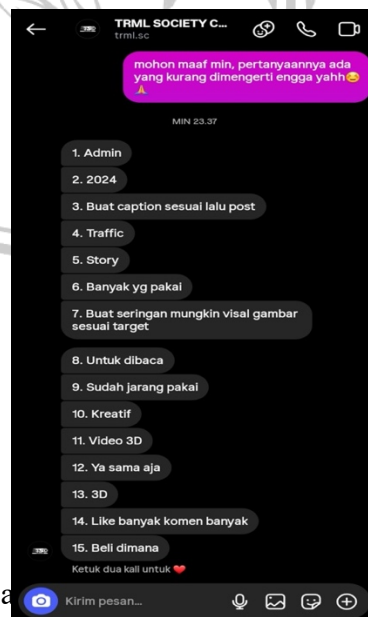 TRML SOCIETY C...
trml.sc
mohon maaf min, pertanyaannya ada
yang kurang dimengerti engga yahh😂
🙏
MIN 23.37
1. Admin
2. 2024
3. Buat caption sesuai lalu post
4. Traffic
5. Story
6. Banyak yg pakai
7. Buat seringan mungkin visal gambar
sesuai target
8. Untuk dibaca
9. Sudah jarang pakai
10. Kreatif
11. Video 3D
12. Ya sama aja
13. 3D
14. Like banyak komen banyak
15. Beli dimana
Ketuk dua kali untuk ❤️
Kirim pesan...